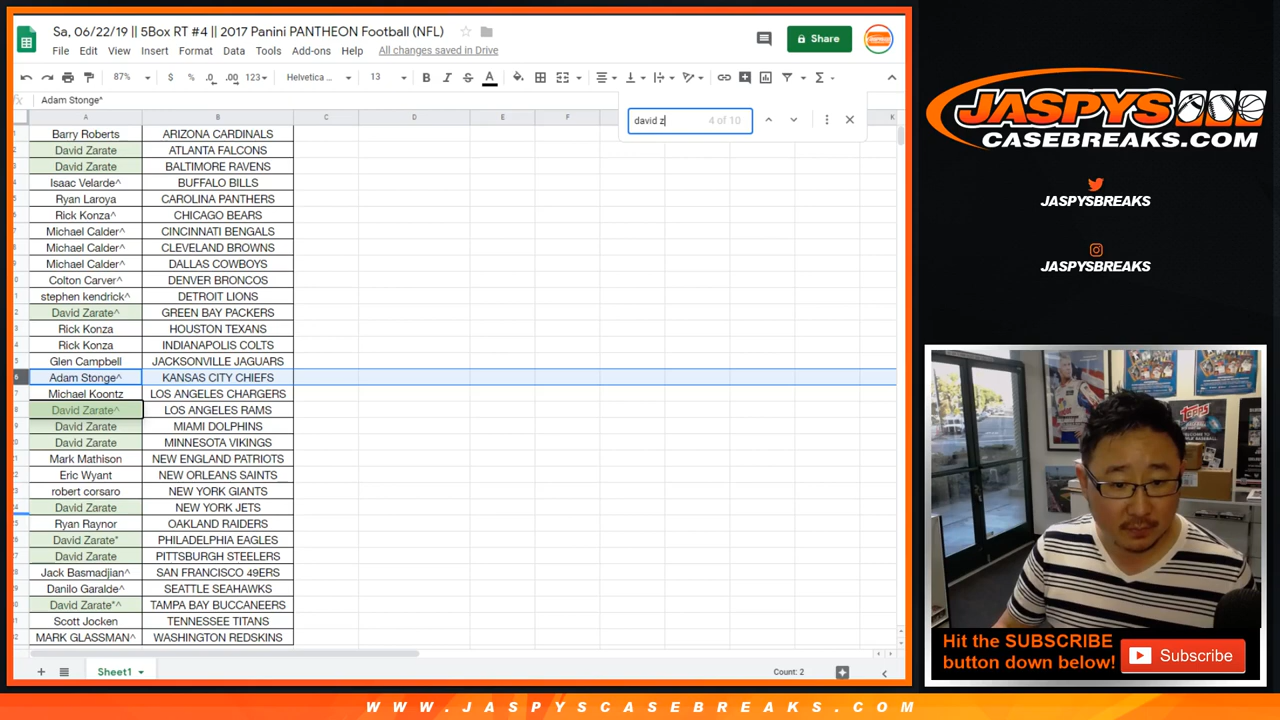 Sa, 06/22/19 || 5Box RT #4 || 2017 Panini PANTHEON Football (NFL)
File Edit View Insert Format Data Tools Add-ons Help All changes saved in Drive
Share
87% $ % .0 .00 123 Helvetica ... 13 B I S A
fx Adam Stonge^
david z 4 of 10
A B C D E F K
Barry Roberts ARIZONA CARDINALS
David Zarate ATLANTA FALCONS
David Zarate BALTIMORE RAVENS
Isaac Velarde^ BUFFALO BILLS
Ryan Laroya CAROLINA PANTHERS
Rick Konza^ CHICAGO BEARS
Michael Calder^ CINCINNATI BENGALS
Michael Calder^ CLEVELAND BROWNS
Michael Calder^ DALLAS COWBOYS
Colton Carver^ DENVER BRONCOS
stephen kendrick^ DETROIT LIONS
David Zarate^ GREEN BAY PACKERS
Rick Konza HOUSTON TEXANS
Rick Konza INDIANAPOLIS COLTS
Glen Campbell JACKSONVILLE JAGUARS
Adam Stonge^ KANSAS CITY CHIEFS
Michael Koontz LOS ANGELES CHARGERS
David Zarate^ LOS ANGELES RAMS
David Zarate MIAMI DOLPHINS
David Zarate MINNESOTA VIKINGS
Mark Mathison NEW ENGLAND PATRIOTS
Eric Wyant NEW ORLEANS SAINTS
robert corsaro NEW YORK GIANTS
David Zarate NEW YORK JETS
Ryan Raynor OAKLAND RAIDERS
David Zarate* PHILADELPHIA EAGLES
David Zarate PITTSBURGH STEELERS
Jack Basmadjian^ SAN FRANCISCO 49ERS
Danilo Garalde^ SEATTLE SEAHAWKS
David Zarate*^ TAMPA BAY BUCCANEERS
Scott Jocken TENNESSEE TITANS
MARK GLASSMAN^ WASHINGTON REDSKINS
Sheet1
Count: 2
JASPYS
CASEBREAKS.COM
JASPYSBREAKS
JASPYSBREAKS
topps
Hit the SUBSCRIBE
button down below!
Subscribe
WWW.JASPYSCASEBREAKS.COM